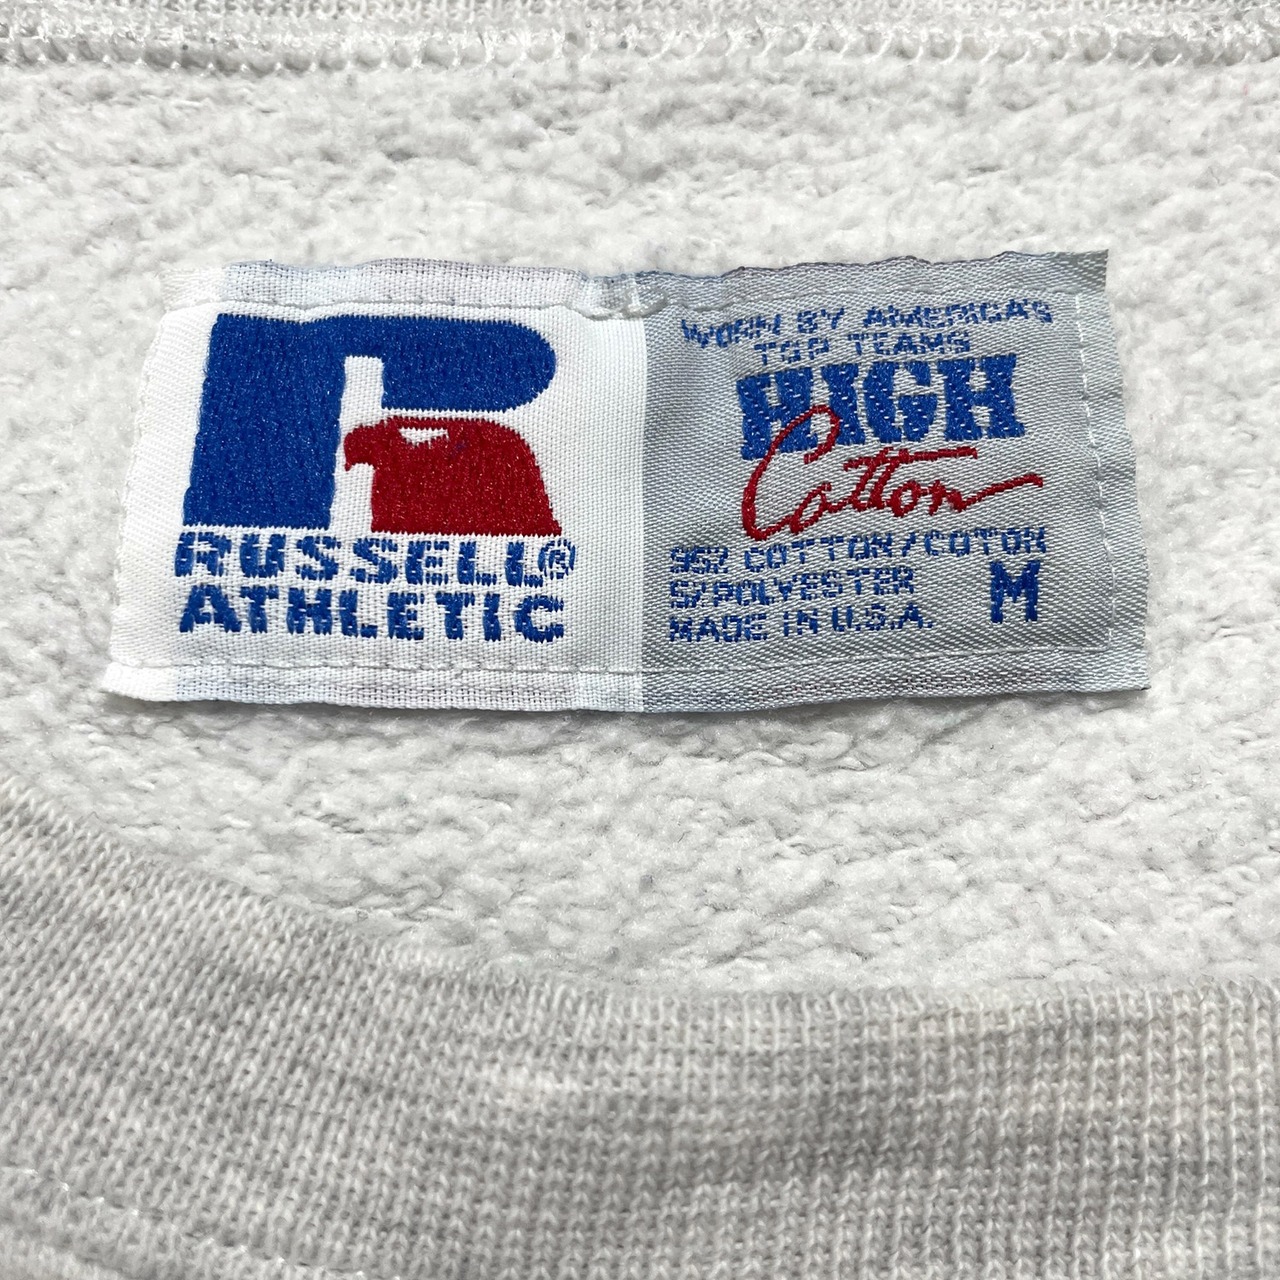 RUSSELL®
ATHLETIC
WORN BY AMERICA'S
TOP TEAMS
HIGH
Cotton
95% COTTON/COTON
5/POLYESTER
MADE IN U.S.A.
M